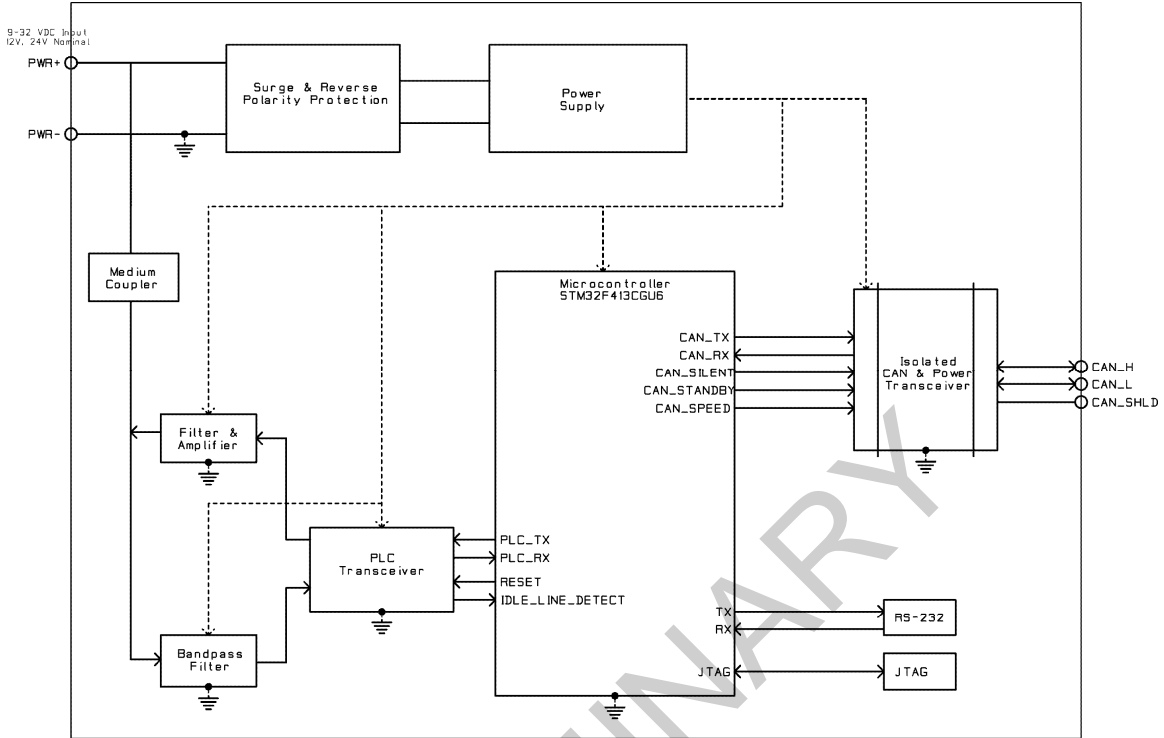 9-32 VDC Input
12V, 24V Nominal
PWR+
PWR-
Surge & Reverse
Polarity Protection
Power
Supply
Medium
Coupler
Microcontroller
STM32F413CGU6
CAN_TX
CAN_RX
CAN_SILENT
CAN_STANDBY
CAN_SPEED
Isolated
CAN & Power
Transceiver
CAN_H
CAN_L
CAN_SHLD
Filter &
Amplifier
PLC
Transceiver
PLC_TX
PLC_RX
RESET
IDLE_LINE_DETECT
Bandpass
Filter
TX
RX
RS-232
JTAG
JTAG
INARY